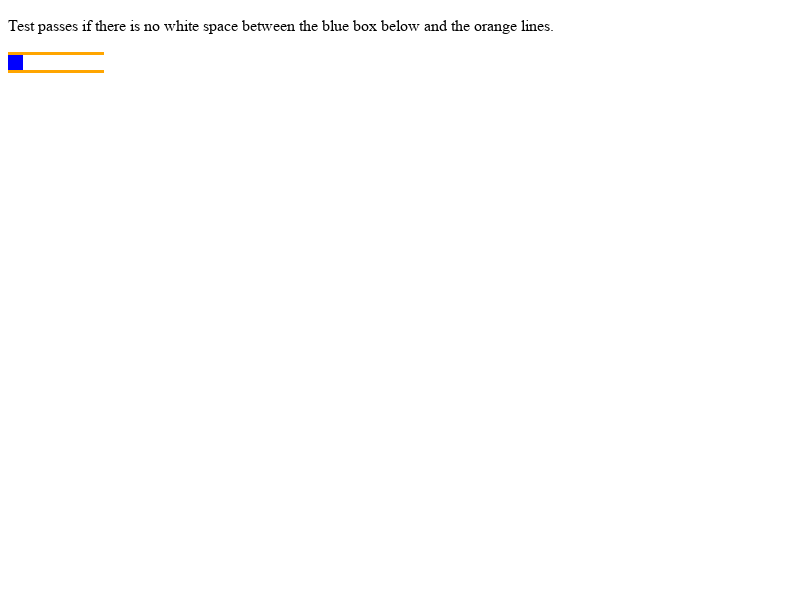 Test passes if there is no white space between the blue box below and the orange lines.